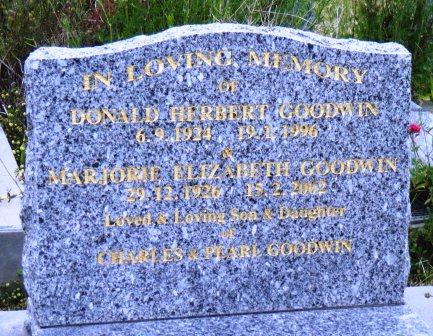 IN LOVING MEMORY
OF
DONALD HERBERT GOODWIN
6.9.1924 19.1.1996
&
MARJORIE ELIZABETH GOODWIN
29.12.1926 15.2.2002
Loved & Loving Son & Daughter
of
CHARLES & PEARL GOODWIN